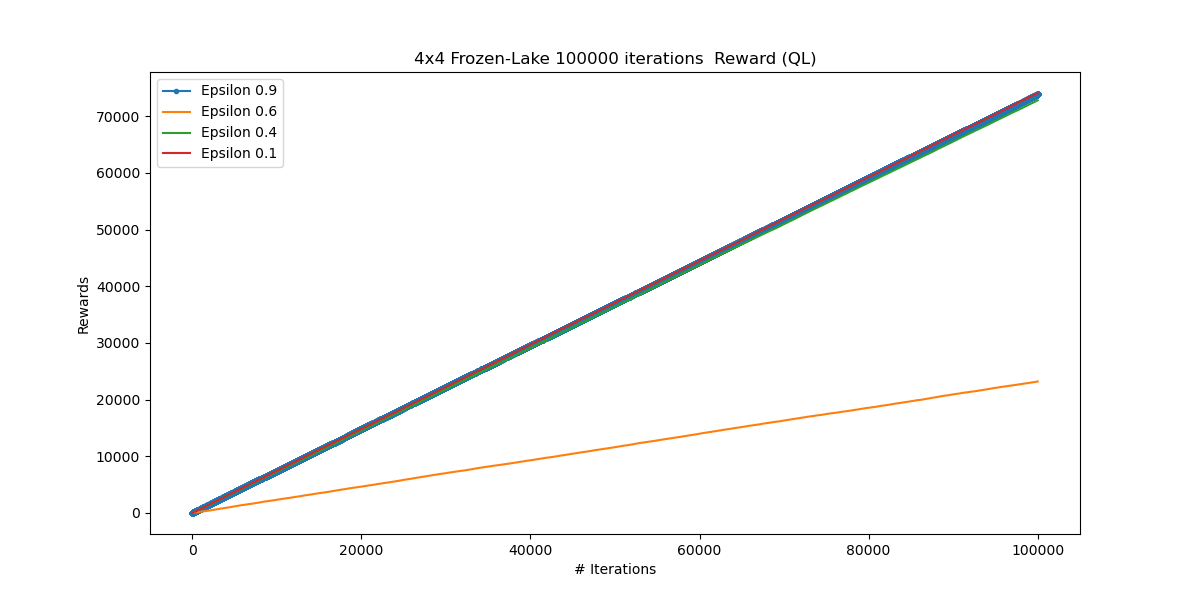 4x4 Frozen-Lake 100000 iterations  Reward (QL)
Epsilon 0.9
Epsilon 0.6
Epsilon 0.4
Epsilon 0.1
Rewards
70000
60000
50000
40000
30000
20000
10000
0
0 20000 40000 60000 80000 100000
# Iterations